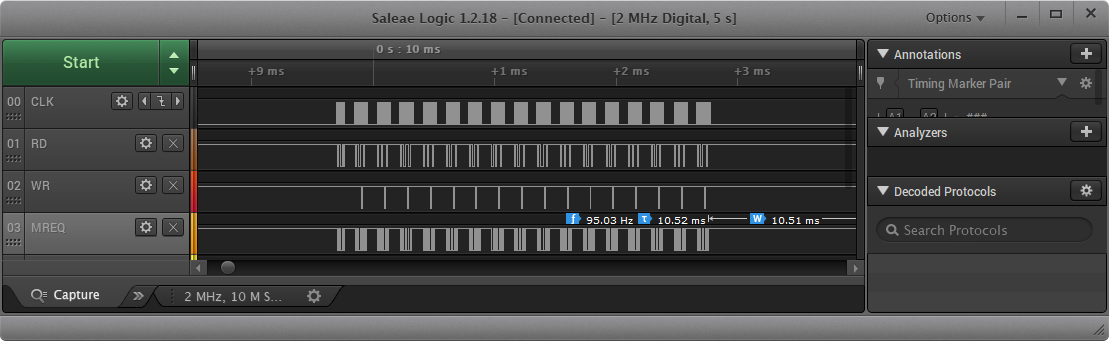 Saleae Logic 1.2.18 - [Connected] - [2 MHz Digital, 5 s]
Options
Start
0 s : 10 ms
+9 ms
+1 ms
+2 ms
+3 ms
Annotations
Timing Marker Pair
A1 A2 = ###
Analyzers
Decoded Protocols
Search Protocols
00 CLK
01 RD
02 WR
03 MREQ
f 95.03 Hz T 10.52 ms W 10.51 ms
Capture
2 MHz, 10 M S...